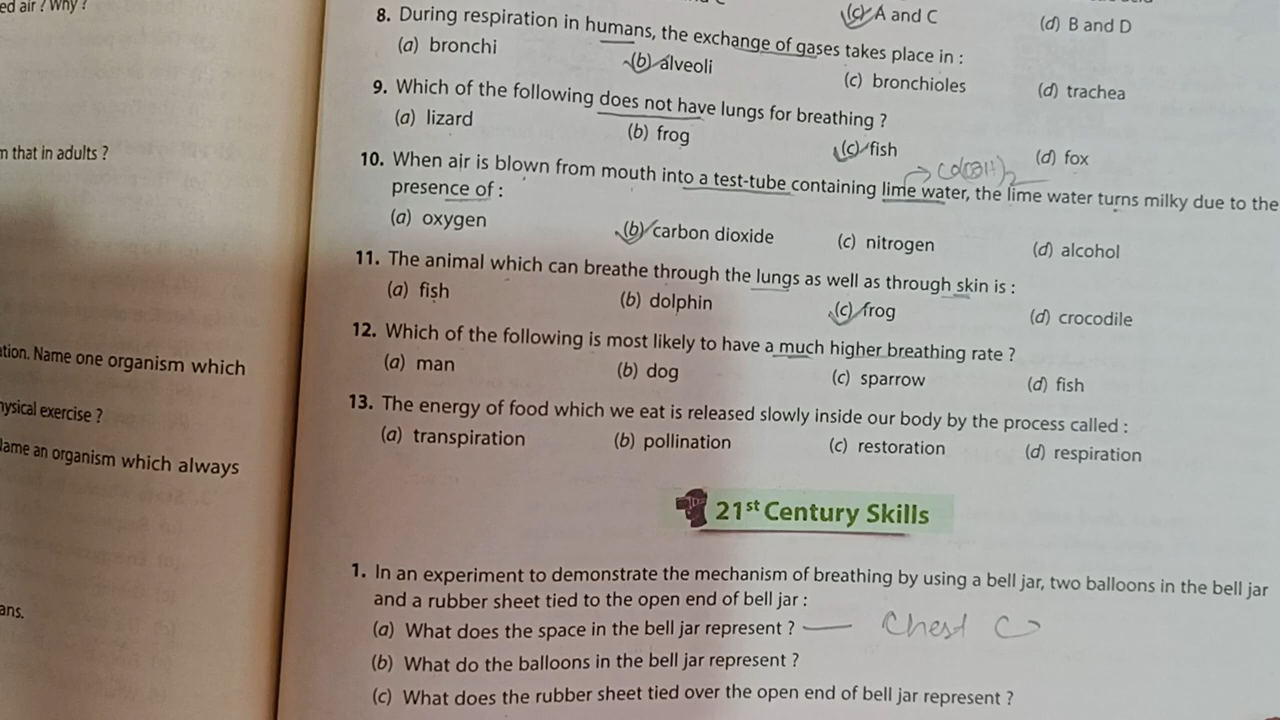 ed air ? Why ?
m that in adults ?
ation. Name one organism which
hysical exercise ?
Name an organism which always
ans.
(c) A and C (d) B and D
8. During respiration in humans, the exchange of gases takes place in :
(a) bronchi (b) alveoli (c) bronchioles (d) trachea
9. Which of the following does not have lungs for breathing ?
(a) lizard (b) frog (c) fish (d) fox
10. When air is blown from mouth into a test-tube containing lime water, the lime water turns milky due to the
presence of :
(a) oxygen (b) carbon dioxide (c) nitrogen (d) alcohol
11. The animal which can breathe through the lungs as well as through skin is :
(a) fish (b) dolphin (c) frog (d) crocodile
12. Which of the following is most likely to have a much higher breathing rate ?
(a) man (b) dog (c) sparrow (d) fish
13. The energy of food which we eat is released slowly inside our body by the process called :
(a) transpiration (b) pollination (c) restoration (d) respiration
21st Century Skills
1. In an experiment to demonstrate the mechanism of breathing by using a bell jar, two balloons in the bell jar
and a rubber sheet tied to the open end of bell jar :
(a) What does the space in the bell jar represent ? — Chest C
(b) What do the balloons in the bell jar represent ?
(c) What does the rubber sheet tied over the open end of bell jar represent ?